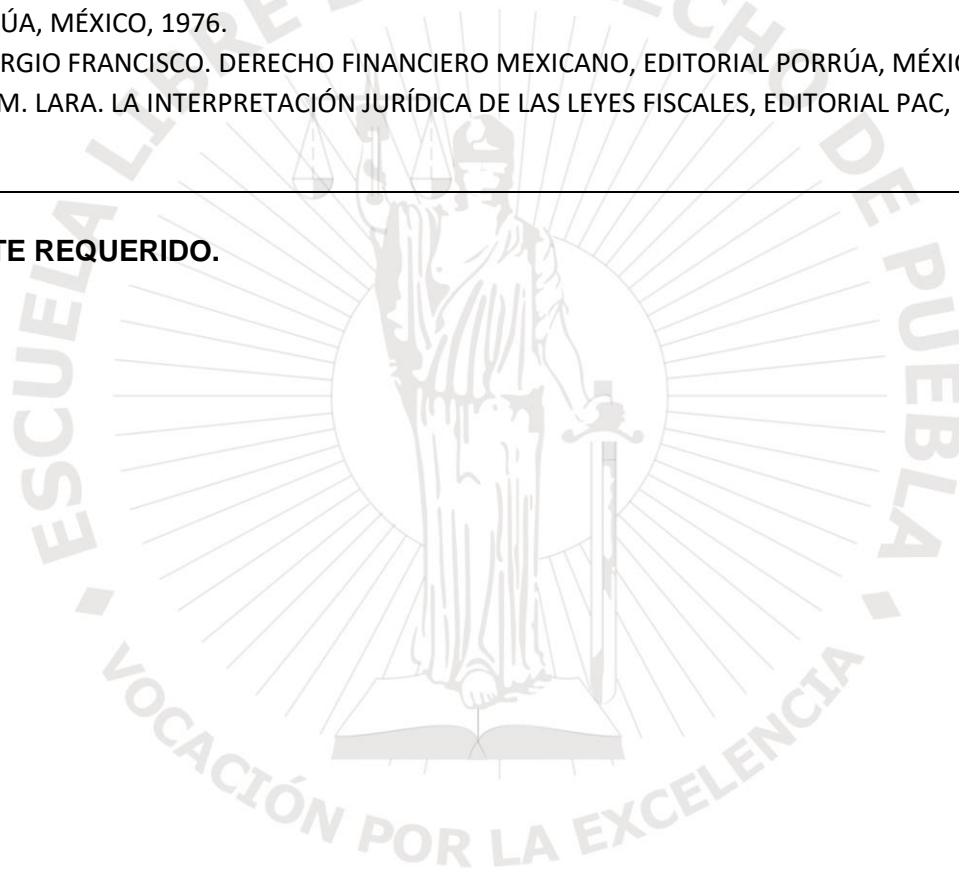 ÚA, MÉXICO, 1976.
RGIO FRANCISCO. DERECHO FINANCIERO MEXICANO, EDITORIAL PORRÚA, MÉXIC
M. LARA. LA INTERPRETACIÓN JURÍDICA DE LAS LEYES FISCALES, EDITORIAL PAC,
TE REQUERIDO.
ESCUELA LIBRE DE DERECHO DE PUEBLA
VOCACIÓN POR LA EXCELENCIA